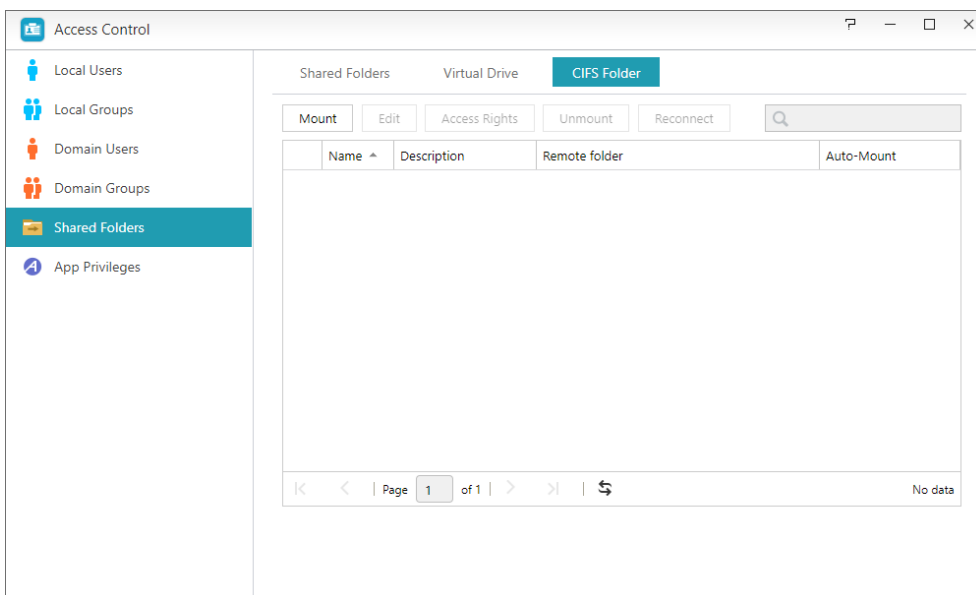 Access Control
Local Users
Local Groups
Domain Users
Domain Groups
Shared Folders
App Privileges
Shared Folders Virtual Drive CIFS Folder
Mount Edit Access Rights Unmount Reconnect
Name Description Remote folder Auto-Mount
Page 1 of 1 No data